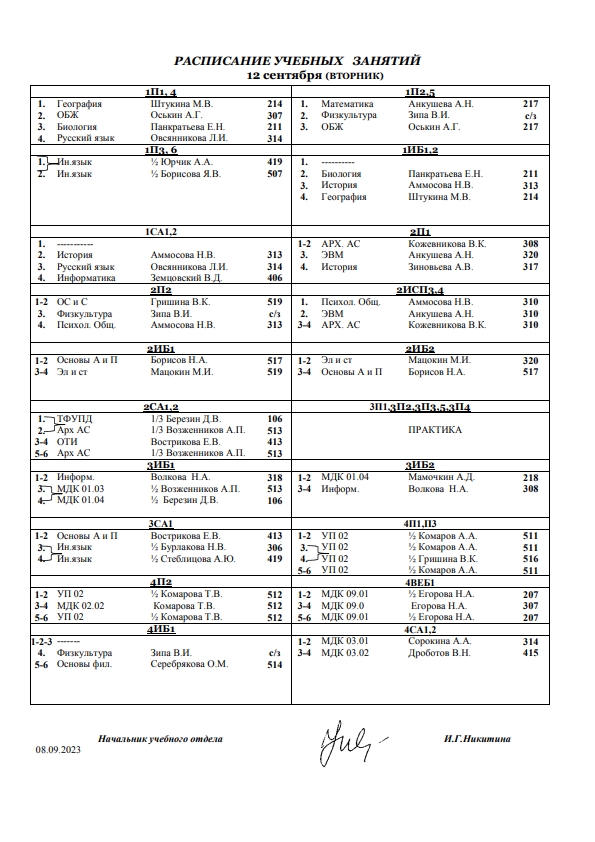 РАСПИСАНИЕ УЧЕБНЫХ ЗАНЯТИЙ
12 сентября (ВТОРНИК)
1П1, 4
1. География Штукина М.В. 214
2. ОБЖ Оськин А.Г. 307
3. Биология Панкратьева Е.Н. 211
4. Русский язык Овсянникова Л.И. 314
1П2,5
1. Математика Анкушева А.Н. 217
2. Физкультура Зипа В.И. с/з
3. ОБЖ Оськин А.Г. 217
1П3, 6
1. Ин.язык ½ Юрчик А.А. 419
2. Ин.язык ½ Борисова Я.В. 507
1ИБ1,2
1. ----------
2. Биология Панкратьева Е.Н. 211
3. История Аммосова Н.В. 313
4. География Штукина М.В. 214
1СА1,2
1. -----------
2. История Аммосова Н.В. 313
3. Русский язык Овсянникова Л.И. 314
4. Информатика Земцовский В.Д. 406
2П1
1-2 АРХ. АС Кожевникова В.К. 308
3. ЭВМ Анкушева А.Н. 320
4. История Зиновьева А.В. 317
2П2
1-2 ОС и С Гришина В.К. 519
3. Физкультура Зипа В.И. с/з
4. Психол. Общ. Аммосова Н.В. 313
2ИСП3,4
1. Психол. Общ. Аммосова Н.В. 310
2. ЭВМ Анкушева А.Н. 310
3-4 АРХ. АС Кожевникова В.К. 310
2ИБ1
1-2 Основы А и П Борисов Н.А. 517
3-4 Эл и ст Мацокин М.И. 519
2ИБ2
1-2 Эл и ст Мацокин М.И. 320
3-4 Основы А и П Борисов Н.А. 517
2СА1,2
1. ТФУПД 1/3 Березин Д.В. 106
2. Арх АС 1/3 Возженников А.П. 513
3-4 ОТИ Вострикова Е.В. 413
5-6 Арх АС 1/3 Возженников А.П. 513
3П1,3П2,3П3,5,3П4
ПРАКТИКА
3ИБ1
1-2 Информ. Волкова Н.А. 318
3. МДК 01.03 ½ Возженников А.П. 513
4. МДК 01.04 ½ Березин Д.В. 106
3ИБ2
1-2 МДК 01.04 Мамочкин А.Д. 218
3-4 Информ. Волкова Н.А. 308
3СА1
1-2 Основы А и П Вострикова Е.В. 413
3. Ин.язык ½ Бурлакова Н.В. 306
4. Ин.язык ½ Стеблицова А.Ю. 419
4П1,П3
1-2 УП 02 ½ Комаров А.А. 511
3. УП 02 ½ Комаров А.А. 511
4. УП 02 ½ Гришина В.К. 516
5-6 УП 02 ½ Комаров А.А. 511
4П2
1-2 УП 02 ½ Комарова Т.В. 512
3-4 МДК 02.02 Комарова Т.В. 512
5-6 УП 02 ½ Комарова Т.В. 512
4ВЕБ1
1-2 МДК 09.01 ½ Егорова Н.А. 207
3-4 МДК 09.0 Егорова Н.А. 307
5-6 МДК 09.01 ½ Егорова Н.А. 207
4ИБ1
1-2-3 -------
4. Физкультура Зипа В.И. с/з
5-6 Основы фил. Серебрякова О.М. 514
4СА1,2
1-2 МДК 03.01 Сорокина А.А. 314
3-4 МДК 03.02 Дроботов В.Н. 415
Начальник учебного отдела И.Г.Никитина
08.09.2023